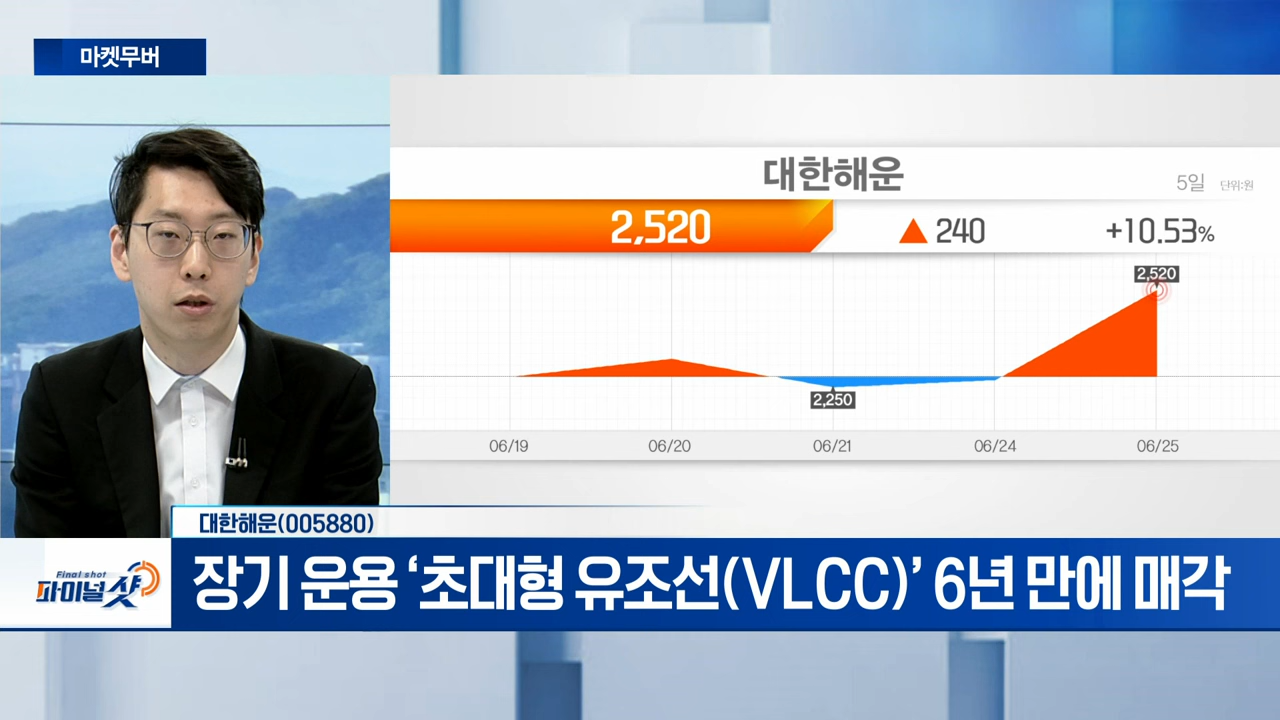 마켓무버
대한해운
5일 단위:원
2,520 ▲ 240 +10.53%
2,520
2,250
06/19 06/20 06/21 06/24 06/25
대한해운(005880)
Final shot
파이널샷
장기 운용 ‘초대형 유조선(VLCC)’ 6년 만에 매각